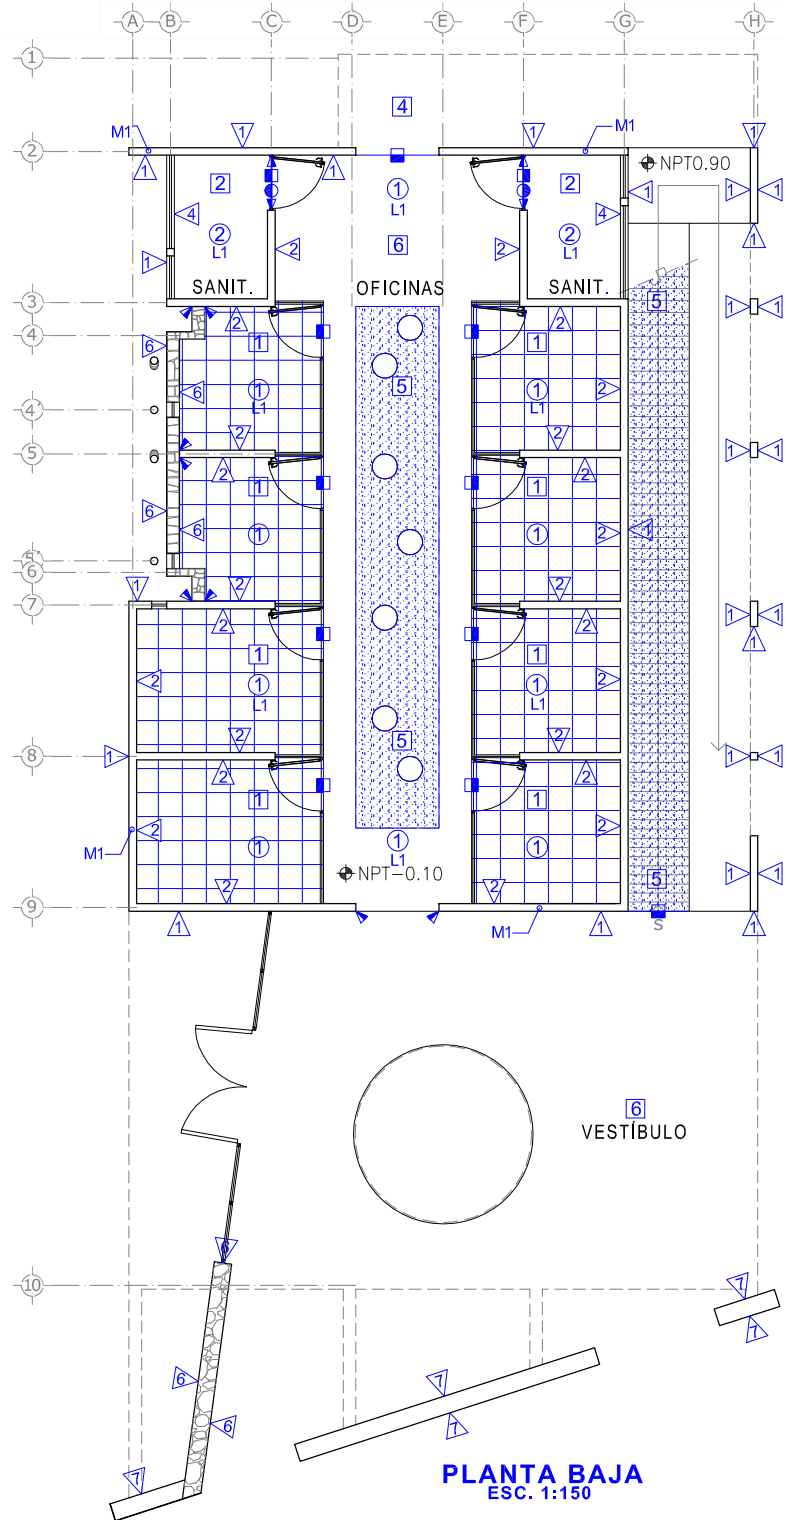 A B C D E F G H
1
4
M1 1 1 M1 1
2
1 1 2 2 NPT0.90
1
L1
4 4 1 1 1
2 2
L1 L1
1 2 6 2 1
SANIT. OFICINAS SANIT.
3
2 2 5
4
6 1 1
6 1 5 1 2
L1 L1
4'
2 2
5
2 1 1 2 1 1
6 6 1 1 2 1
5'
6
1 2 2
7
2 2 1 1
1 1 1
2 1 1 2
L1 L1
2 5 2
8
1
2 2
1 1
M1 2 1 1 1 2
L1
NPT-0.10 5 1 1
2 2
9
1 M1 1 S 1
6
VESTÍBULO
6
10
7
7
6 7
6 7
7
PLANTA BAJA
ESC. 1:150